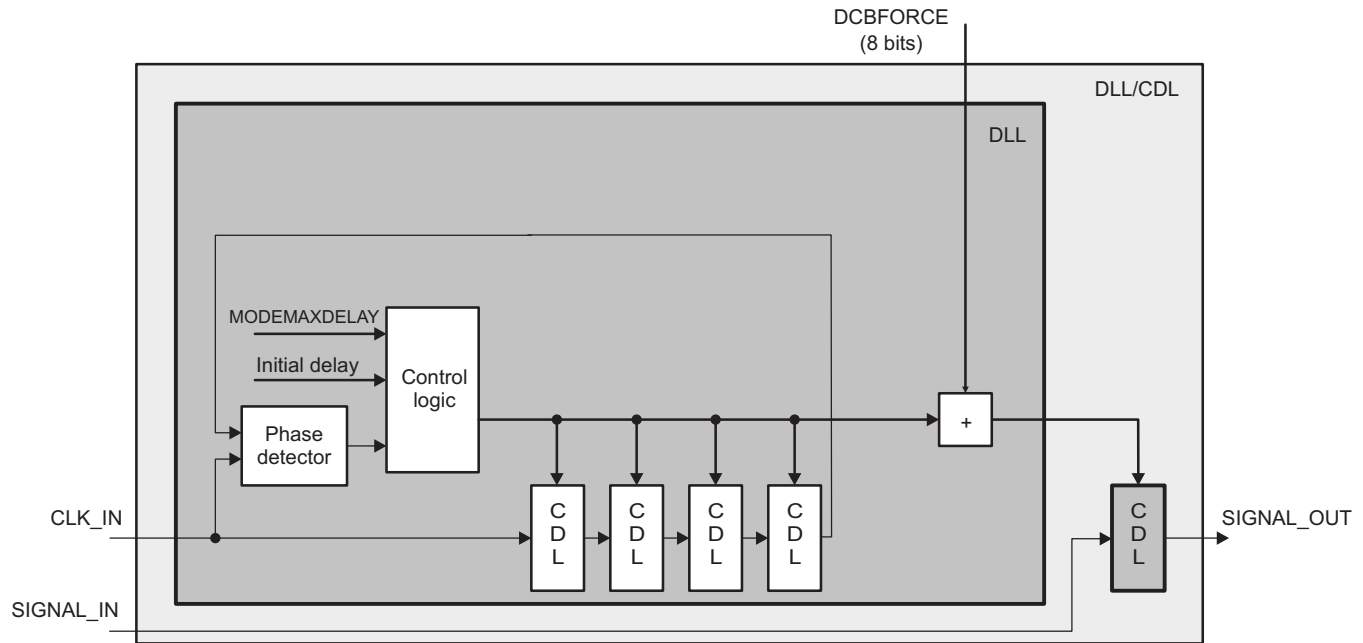 DCBFORCE
(8 bits)
DLL/CDL
DLL
MODEMAXDELAY
Initial delay
Control
logic
Phase
detector
+
CLK_IN
C
D
L
C
D
L
C
D
L
C
D
L
C
D
L
SIGNAL_OUT
SIGNAL_IN